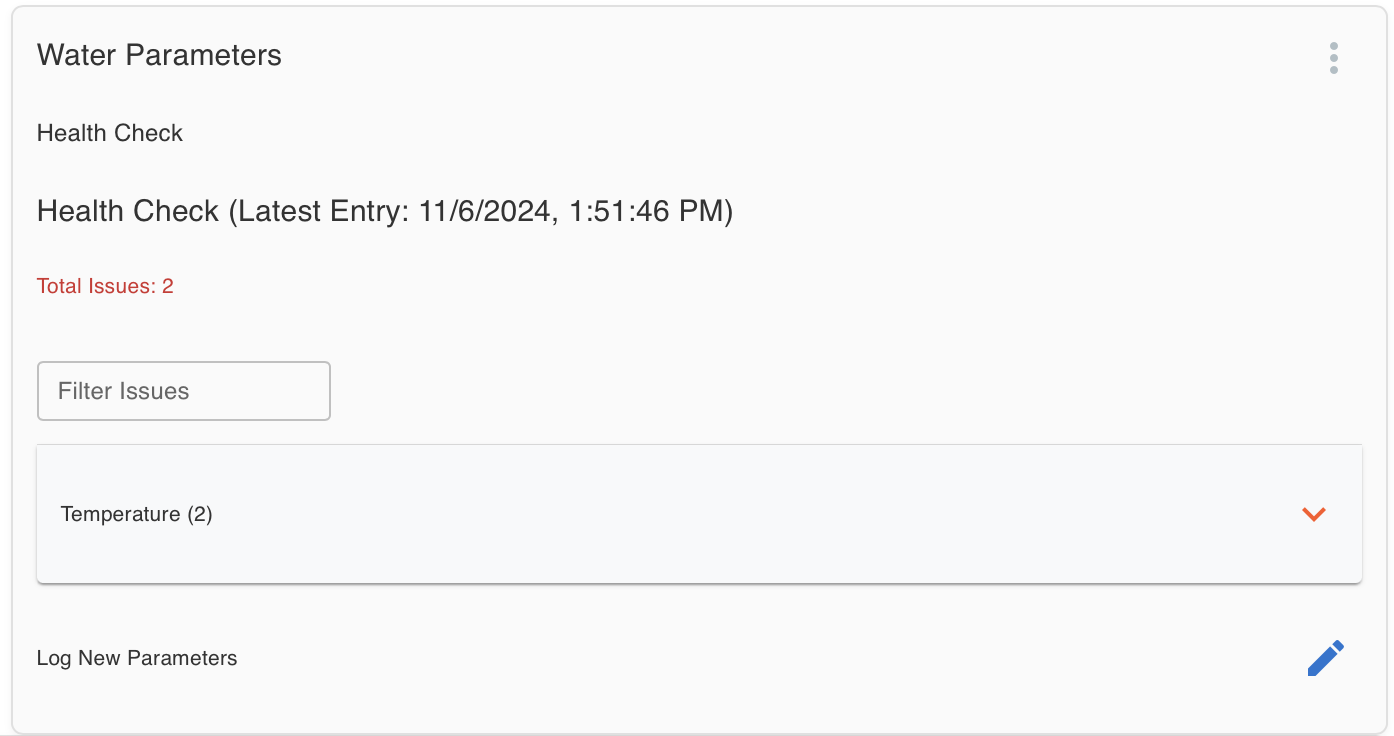 Water Parameters
Health Check
Health Check (Latest Entry: 11/6/2024, 1:51:46 PM)
Total Issues: 2
Filter Issues
Temperature (2)
Log New Parameters